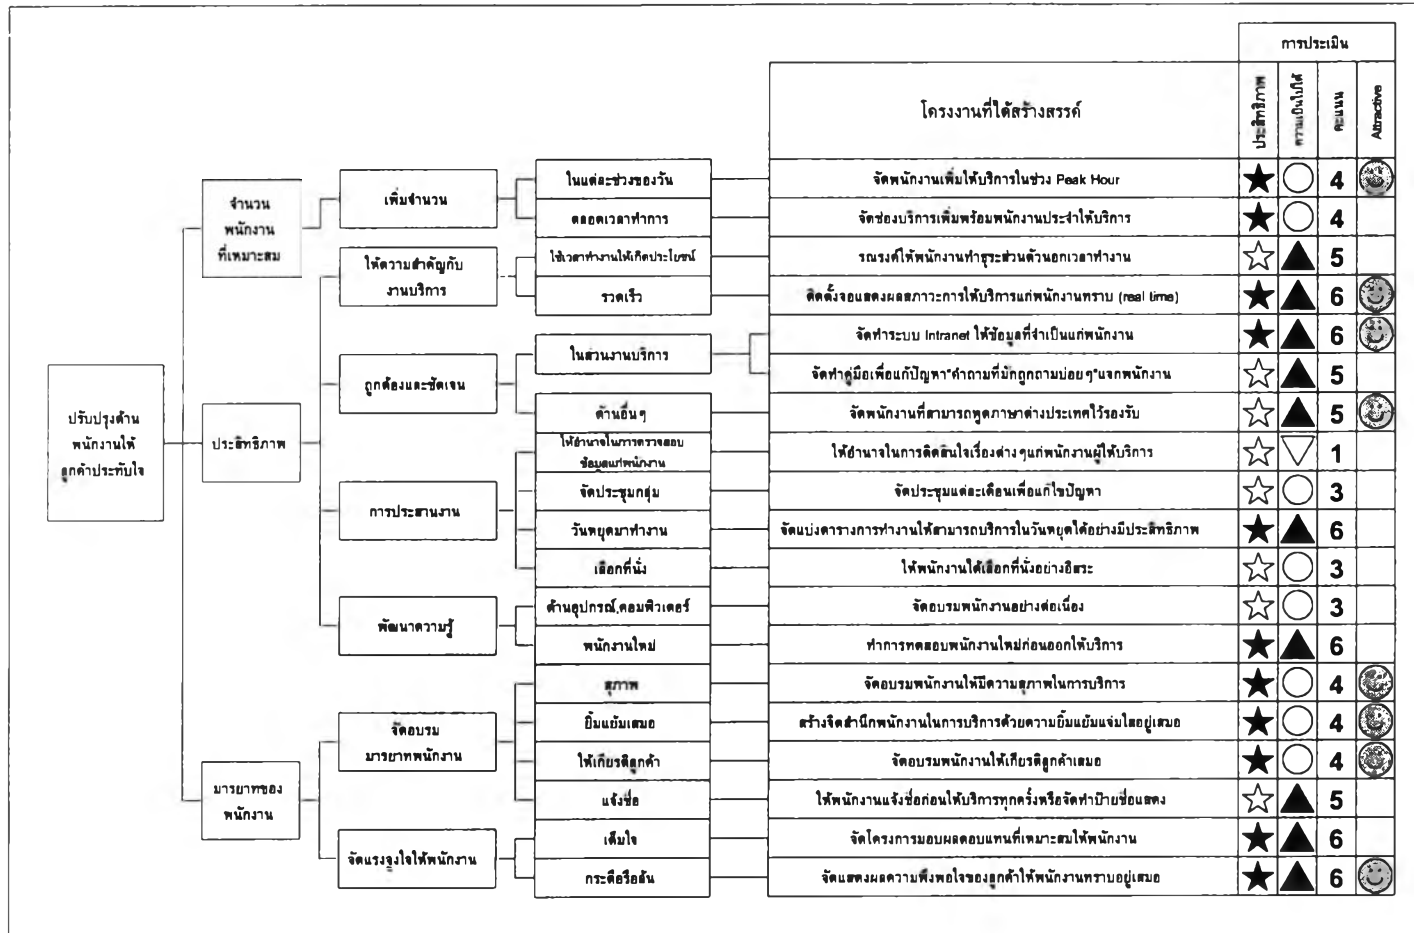 การประเมิน
โครงงานที่ได้สร้างสรรค์
ประสิทธิภาพ
ความเป็นไปได้
คะแนน
Attractive
ปรับปรุงด้าน
พนักงานให้
ลูกค้าประทับใจ
จำนวน
พนักงาน
ที่เหมาะสม
ประสิทธิภาพ
มารยาทของ
พนักงาน
เพิ่มจำนวน
ให้ความสำคัญกับ
งานบริการ
ถูกต้องและชัดเจน
การประสานงาน
พัฒนาความรู้
จัดอบรม
มารยาทพนักงาน
จัดแรงจูงใจให้พนักงาน
ในแต่ละช่วงของวัน
จัดพนักงานเพิ่มให้บริการในช่วง Peak Hour
4
ตลอดเวลาทำการ
จัดช่องบริการเพิ่มพร้อมพนักงานประจำให้บริการ
4
ใช้เวลาทำงานให้เกิดประโยชน์
รณรงค์ให้พนักงานทำธุระส่วนตัวนอกเวลาทำงาน
5
รวดเร็ว
ติดตั้งจอแสดงผลสภาวะการให้บริการแก่พนักงานทราบ (real time)
6
ในส่วนงานบริการ
จัดทำระบบ Intranet ให้ข้อมูลที่จำเป็นแก่พนักงาน
6
จัดทำคู่มือเพื่อแก้ปัญหา"คำถามที่มักถูกถามบ่อยๆ"แจกพนักงาน
5
ด้านอื่นๆ
จัดพนักงานที่สามารถพูดภาษาต่างประเทศไว้รองรับ
5
ให้อำนาจในการตรวจสอบ
ข้อมูลแก่พนักงาน
ให้อำนาจในการตัดสินใจเรื่องต่างๆแก่พนักงานผู้ให้บริการ
1
จัดประชุมกลุ่ม
จัดประชุมแต่ละเดือนเพื่อแก้ไขปัญหา
3
วันหยุดมาทำงาน
จัดแบ่งตารางการทำงานให้สามารถบริการในวันหยุดได้อย่างมีประสิทธิภาพ
6
เลือกที่นั่ง
ให้พนักงานได้เลือกที่นั่งอย่างอิสระ
3
ด้านอุปกรณ์,คอมพิวเตอร์
จัดอบรมพนักงานอย่างต่อเนื่อง
3
พนักงานใหม่
ทำการทดสอบพนักงานใหม่ก่อนออกให้บริการ
6
สุภาพ
จัดอบรมพนักงานให้มีความสุภาพในการบริการ
4
ยิ้มแย้มเสมอ
สร้างจิตสำนึกพนักงานในการบริการด้วยความยิ้มแย้มแจ่มใสอยู่เสมอ
4
ให้เกียรติลูกค้า
จัดอบรมพนักงานให้เกียรติลูกค้าเสมอ
4
แจ้งชื่อ
ให้พนักงานแจ้งชื่อก่อนให้บริการทุกครั้งหรือจัดทำป้ายชื่อแสดง
5
เต็มใจ
จัดโครงการมอบผลตอบแทนที่เหมาะสมให้พนักงาน
6
กระตือรือล้น
จัดแสดงผลความพึงพอใจของลูกค้าให้พนักงานทราบอยู่เสมอ
6